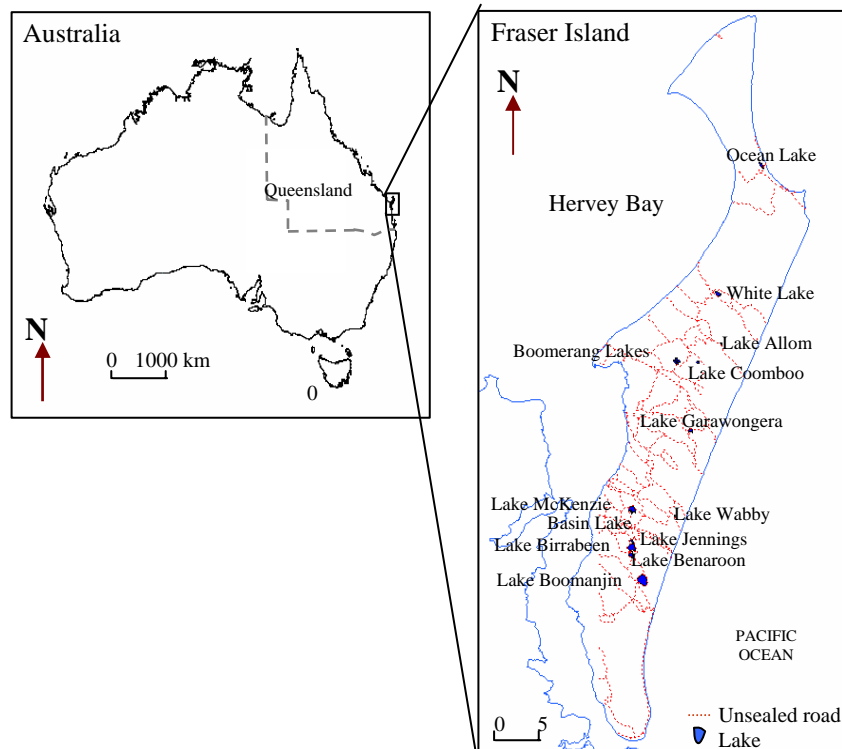 Australia
Queensland
N
0 1000 km
0
Fraser Island
N
Ocean Lake
Hervey Bay
White Lake
Lake Allom
Boomerang Lakes
Lake Coomboo
Lake Garawongera
Lake McKenzie
Lake Wabby
Basin Lake
Lake Jennings
Lake Birrabeen
Lake Benaroon
Lake Boomanjin
PACIFIC
OCEAN
0 5
Unsealed road
Lake